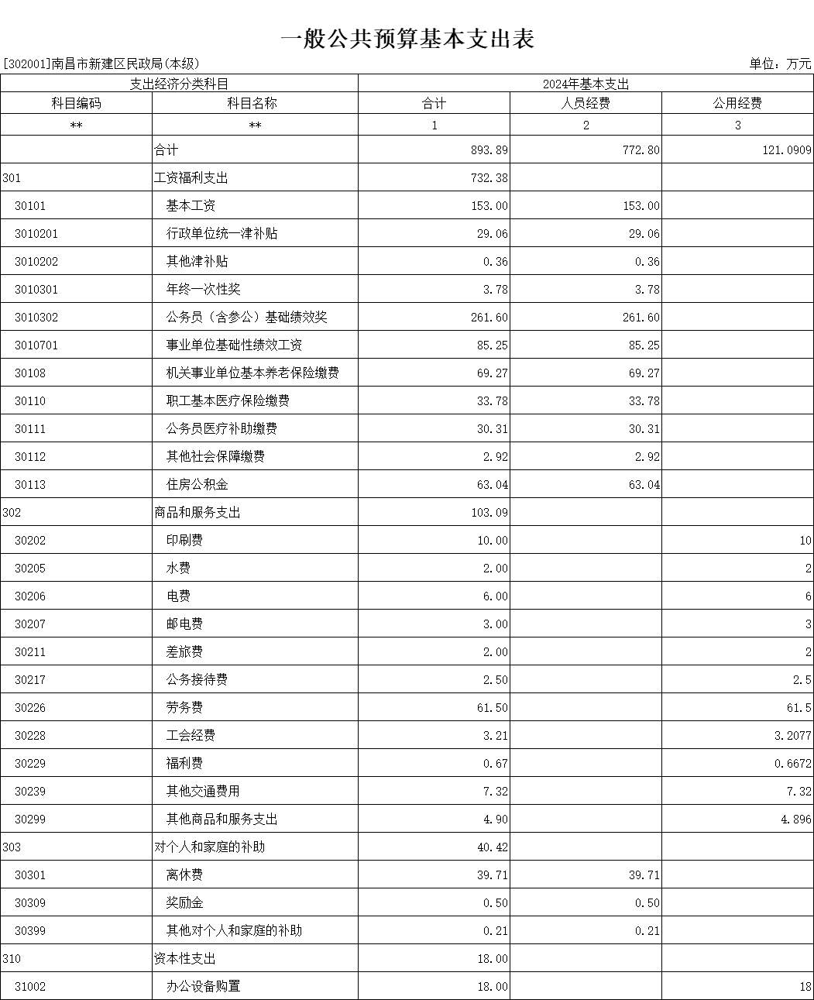 一般公共预算基本支出表
[302001]南昌市新建区民政局(本级) 单位：万元
支出经济分类科目 2024年基本支出
科目编码 科目名称 合计 人员经费 公用经费
** ** 1 2 3
合计 893.89 772.80 121.0909
301 工资福利支出 732.38
30101 基本工资 153.00 153.00
3010201 行政单位统一津补贴 29.06 29.06
3010202 其他津补贴 0.36 0.36
3010301 年终一次性奖 3.78 3.78
3010302 公务员（含参公）基础绩效奖 261.60 261.60
3010701 事业单位基础性绩效工资 85.25 85.25
30108 机关事业单位基本养老保险缴费 69.27 69.27
30110 职工基本医疗保险缴费 33.78 33.78
30111 公务员医疗补助缴费 30.31 30.31
30112 其他社会保障缴费 2.92 2.92
30113 住房公积金 63.04 63.04
302 商品和服务支出 103.09
30202 印刷费 10.00 10
30205 水费 2.00 2
30206 电费 6.00 6
30207 邮电费 3.00 3
30211 差旅费 2.00 2
30217 公务接待费 2.50 2.5
30226 劳务费 61.50 61.5
30228 工会经费 3.21 3.2077
30229 福利费 0.67 0.6672
30239 其他交通费用 7.32 7.32
30299 其他商品和服务支出 4.90 4.896
303 对个人和家庭的补助 40.42
30301 离休费 39.71 39.71
30309 奖励金 0.50 0.50
30399 其他对个人和家庭的补助 0.21 0.21
310 资本性支出 18.00
31002 办公设备购置 18.00 18